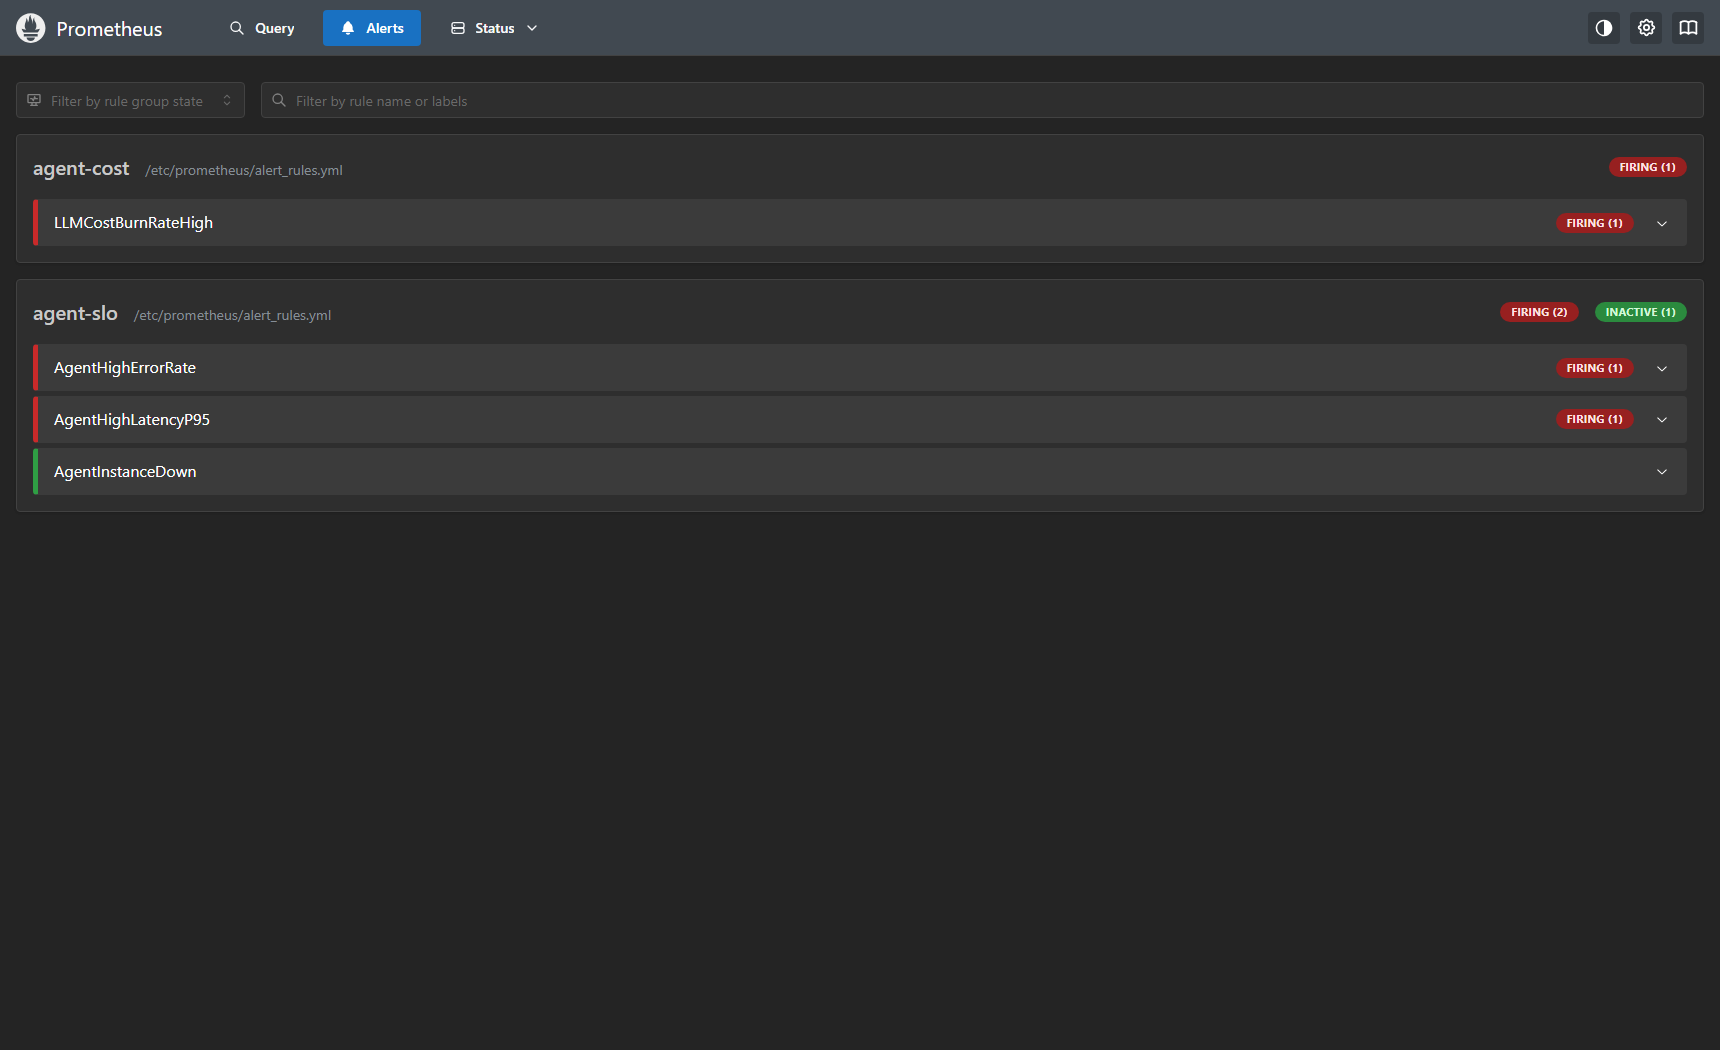 Prometheus
Query
Alerts
Status
Filter by rule group state
Filter by rule name or labels
agent-cost /etc/prometheus/alert_rules.yml FIRING (1)
LLMCostBurnRateHigh FIRING (1)
agent-slo /etc/prometheus/alert_rules.yml FIRING (2) INACTIVE (1)
AgentHighErrorRate FIRING (1)
AgentHighLatencyP95 FIRING (1)
AgentInstanceDown